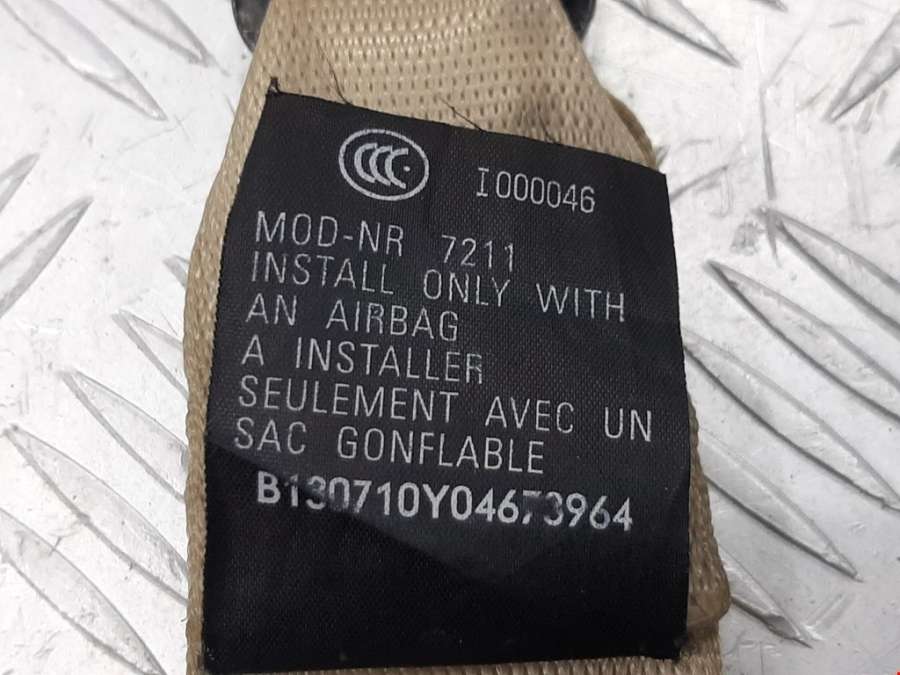 CCC I000046
MOD-NR 7211
INSTALL ONLY WITH
AN AIRBAG
A INSTALLER
SEULEMENT AVEC UN
SAC GONFLABLE
B130710Y04673964